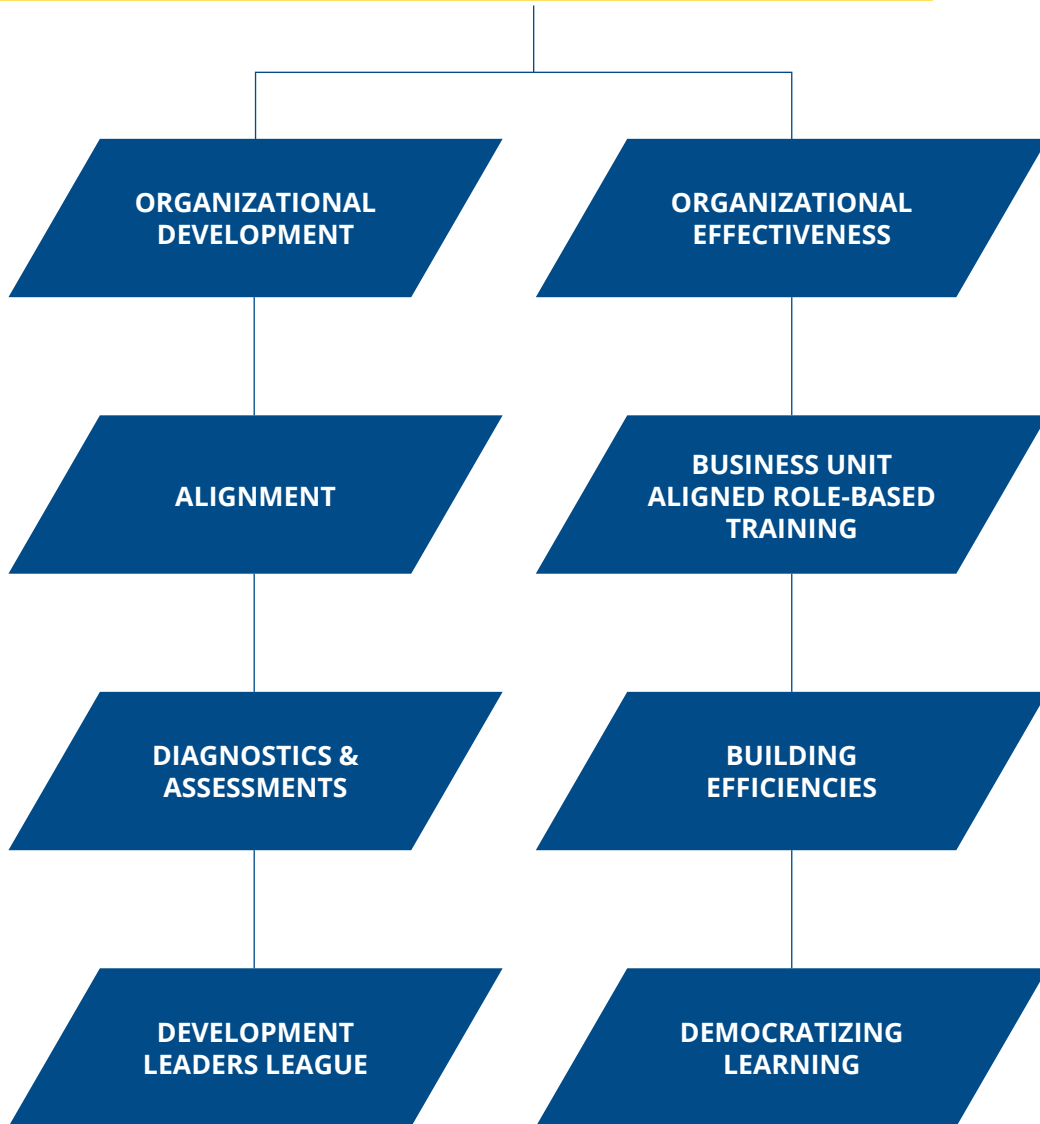 ORGANIZATIONAL
DEVELOPMENT
ORGANIZATIONAL
EFFECTIVENESS
ALIGNMENT
BUSINESS UNIT
ALIGNED ROLE-BASED
TRAINING
DIAGNOSTICS &
ASSESSMENTS
BUILDING
EFFICIENCIES
DEVELOPMENT
LEADERS LEAGUE
DEMOCRATIZING
LEARNING